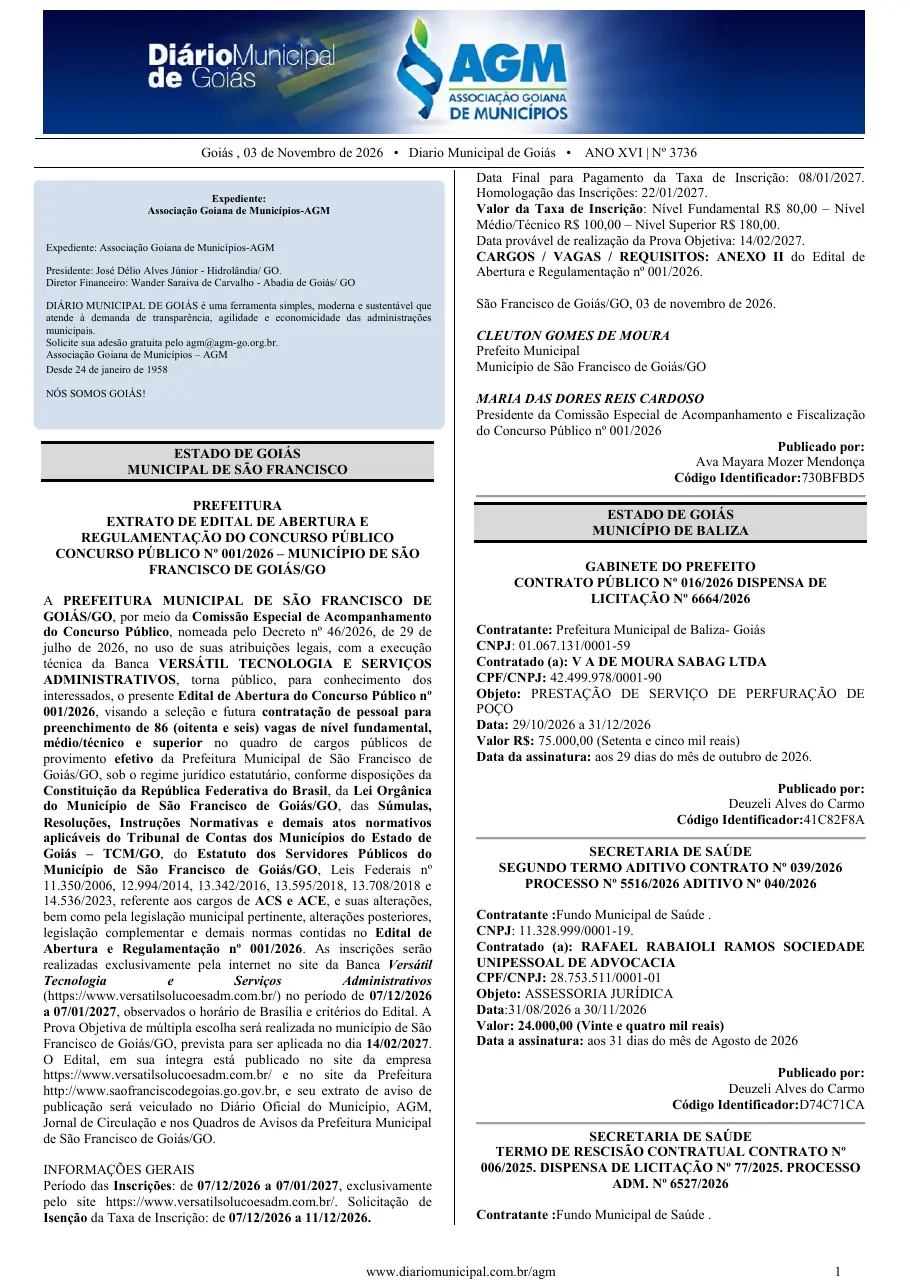 DiárioMunicipal
de Goiás
AGM
ASSOCIAÇÃO GOIANA
DE MUNICÍPIOS
Goiás , 03 de Novembro de 2026 • Diario Municipal de Goiás • ANO XVI | Nº 3736
Expediente:
Associação Goiana de Municípios-AGM
Expediente: Associação Goiana de Municípios-AGM
Presidente: José Délio Alves Júnior - Hidrolândia/ GO.
Diretor Financeiro: Wander Saraiva de Carvalho - Abadia de Goiás/ GO
DIÁRIO MUNICIPAL DE GOIÁS é uma ferramenta simples, moderna e sustentável que
atende à demanda de transparência, agilidade e economicidade das administrações
municipais.
Solicite sua adesão gratuita pelo agm@agm-go.org.br.
Associação Goiana de Municípios – AGM
Desde 24 de janeiro de 1958
NÓS SOMOS GOIÁS!
ESTADO DE GOIÁS
MUNICIPAL DE SÃO FRANCISCO
PREFEITURA
EXTRATO DE EDITAL DE ABERTURA E
REGULAMENTAÇÃO DO CONCURSO PÚBLICO
CONCURSO PÚBLICO Nº 001/2026 – MUNICÍPIO DE SÃO
FRANCISCO DE GOIÁS/GO
A PREFEITURA MUNICIPAL DE SÃO FRANCISCO DE
GOIÁS/GO, por meio da Comissão Especial de Acompanhamento
do Concurso Público, nomeada pelo Decreto nº 46/2026, de 29 de
julho de 2026, no uso de suas atribuições legais, com a execução
técnica da Banca VERSÁTIL TECNOLOGIA E SERVIÇOS
ADMINISTRATIVOS, torna público, para conhecimento dos
interessados, o presente Edital de Abertura do Concurso Público nº
001/2026, visando a seleção e futura contratação de pessoal para
preenchimento de 86 (oitenta e seis) vagas de nível fundamental,
médio/técnico e superior no quadro de cargos públicos de
provimento efetivo da Prefeitura Municipal de São Francisco de
Goiás/GO, sob o regime jurídico estatutário, conforme disposições da
Constituição da República Federativa do Brasil, da Lei Orgânica
do Município de São Francisco de Goiás/GO, das Súmulas,
Resoluções, Instruções Normativas e demais atos normativos
aplicáveis do Tribunal de Contas dos Municípios do Estado de
Goiás – TCM/GO, do Estatuto dos Servidores Públicos do
Município de São Francisco de Goiás/GO, Leis Federais nº
11.350/2006, 12.994/2014, 13.342/2016, 13.595/2018, 13.708/2018 e
14.536/2023, referente aos cargos de ACS e ACE, e suas alterações,
bem como pela legislação municipal pertinente, alterações posteriores,
legislação complementar e demais normas contidas no Edital de
Abertura e Regulamentação nº 001/2026. As inscrições serão
realizadas exclusivamente pela internet no site da Banca Versátil
Tecnologia e Serviços Administrativos
(https://www.versatilsolucoesadm.com.br/) no período de 07/12/2026
a 07/01/2027, observados o horário de Brasília e critérios do Edital. A
Prova Objetiva de múltipla escolha será realizada no município de São
Francisco de Goiás/GO, prevista para ser aplicada no dia 14/02/2027.
O Edital, em sua íntegra está publicado no site da empresa
https://www.versatilsolucoesadm.com.br/ e no site da Prefeitura
http://www.saofranciscodegoias.go.gov.br, e seu extrato de aviso de
publicação será veiculado no Diário Oficial do Município, AGM,
Jornal de Circulação e nos Quadros de Avisos da Prefeitura Municipal
de São Francisco de Goiás/GO.
INFORMAÇÕES GERAIS
Período das Inscrições: de 07/12/2026 a 07/01/2027, exclusivamente
pelo site https://www.versatilsolucoesadm.com.br/. Solicitação de
Isenção da Taxa de Inscrição: de 07/12/2026 a 11/12/2026.
Data Final para Pagamento da Taxa de Inscrição: 08/01/2027.
Homologação das Inscrições: 22/01/2027.
Valor da Taxa de Inscrição: Nível Fundamental R$ 80,00 – Nível
Médio/Técnico R$ 100,00 – Nível Superior R$ 180,00.
Data provável de realização da Prova Objetiva: 14/02/2027.
CARGOS / VAGAS / REQUISITOS: ANEXO II do Edital de
Abertura e Regulamentação nº 001/2026.
São Francisco de Goiás/GO, 03 de novembro de 2026.
CLEUTON GOMES DE MOURA
Prefeito Municipal
Município de São Francisco de Goiás/GO
MARIA DAS DORES REIS CARDOSO
Presidente da Comissão Especial de Acompanhamento e Fiscalização
do Concurso Público nº 001/2026
Publicado por:
Ava Mayara Mozer Mendonça
Código Identificador:730BFBD5
ESTADO DE GOIÁS
MUNICÍPIO DE BALIZA
GABINETE DO PREFEITO
CONTRATO PÚBLICO Nº 016/2026 DISPENSA DE
LICITAÇÃO Nº 6664/2026
Contratante: Prefeitura Municipal de Baliza- Goiás
CNPJ: 01.067.131/0001-59
Contratado (a): V A DE MOURA SABAG LTDA
CPF/CNPJ: 42.499.978/0001-90
Objeto: PRESTAÇÃO DE SERVIÇO DE PERFURAÇÃO DE
POÇO
Data: 29/10/2026 a 31/12/2026
Valor R$: 75.000,00 (Setenta e cinco mil reais)
Data da assinatura: aos 29 dias do mês de outubro de 2026.
Publicado por:
Deuzeli Alves do Carmo
Código Identificador:41C82F8A
SECRETARIA DE SAÚDE
SEGUNDO TERMO ADITIVO CONTRATO Nº 039/2026
PROCESSO Nº 5516/2026 ADITIVO Nº 040/2026
Contratante :Fundo Municipal de Saúde .
CNPJ: 11.328.999/0001-19.
Contratado (a): RAFAEL RABAIOLI RAMOS SOCIEDADE
UNIPESSOAL DE ADVOCACIA
CPF/CNPJ: 28.753.511/0001-01
Objeto: ASSESSORIA JURÍDICA
Data:31/08/2026 a 30/11/2026
Valor: 24.000,00 (Vinte e quatro mil reais)
Data a assinatura: aos 31 dias do mês de Agosto de 2026
Publicado por:
Deuzeli Alves do Carmo
Código Identificador:D74C71CA
SECRETARIA DE SAÚDE
TERMO DE RESCISÃO CONTRATUAL CONTRATO Nº
006/2025. DISPENSA DE LICITAÇÃO Nº 77/2025. PROCESSO
ADM. Nº 6527/2026
Contratante :Fundo Municipal de Saúde .
www.diariomunicipal.com.br/agm 1